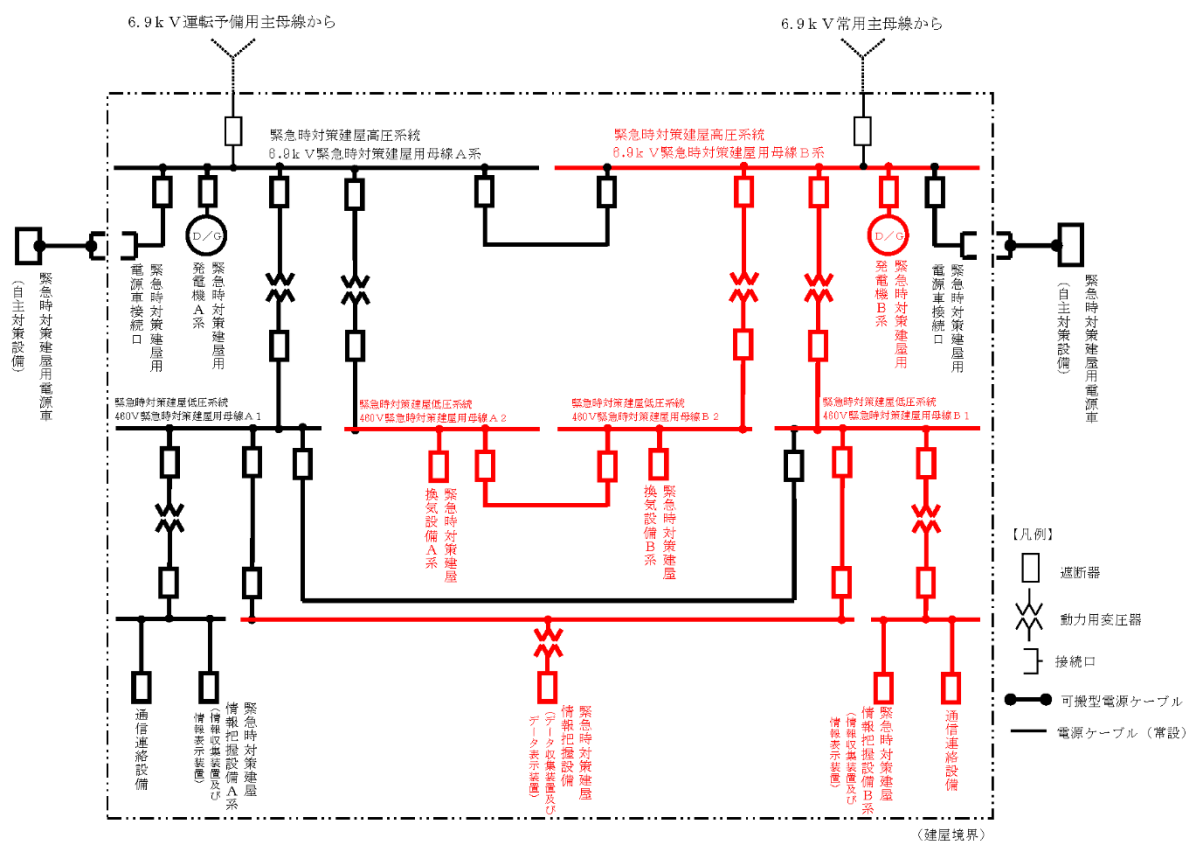 6.9kV運転予備用主母線から
6.9kV常用主母線から
緊急時対策建屋高圧系統
6.9kV緊急時対策建屋用母線A系
緊急時対策建屋高圧系統
6.9kV緊急時対策建屋用母線B系
緊急時対策建屋用電源車
(自主対策設備)
緊急時対策建屋用
電源車接続口
D/G
緊急時対策建屋用
発電機A系
D/G
緊急時対策建屋用
発電機B系
緊急時対策建屋用
電源車接続口
緊急時対策建屋用電源車
(自主対策設備)
緊急時対策建屋低圧系統
460V緊急時対策建屋用母線A1
緊急時対策建屋低圧系統
460V緊急時対策建屋用母線A2
緊急時対策建屋低圧系統
460V緊急時対策建屋用母線B2
緊急時対策建屋低圧系統
460V緊急時対策建屋用母線B1
緊急時対策建屋
換気設備A系
緊急時対策建屋
換気設備B系
通信連絡設備
緊急時対策建屋
情報把握設備A系
(情報収集装置及び
情報表示装置)
緊急時対策建屋
情報把握設備
(データ収集装置及び
データ表示装置)
緊急時対策建屋
情報把握設備B系
(情報収集装置及び
情報表示装置)
通信連絡設備
【凡例】
遮断器
動力用変圧器
接続口
可搬型電源ケーブル
電源ケーブル(常設)
(建屋境界)